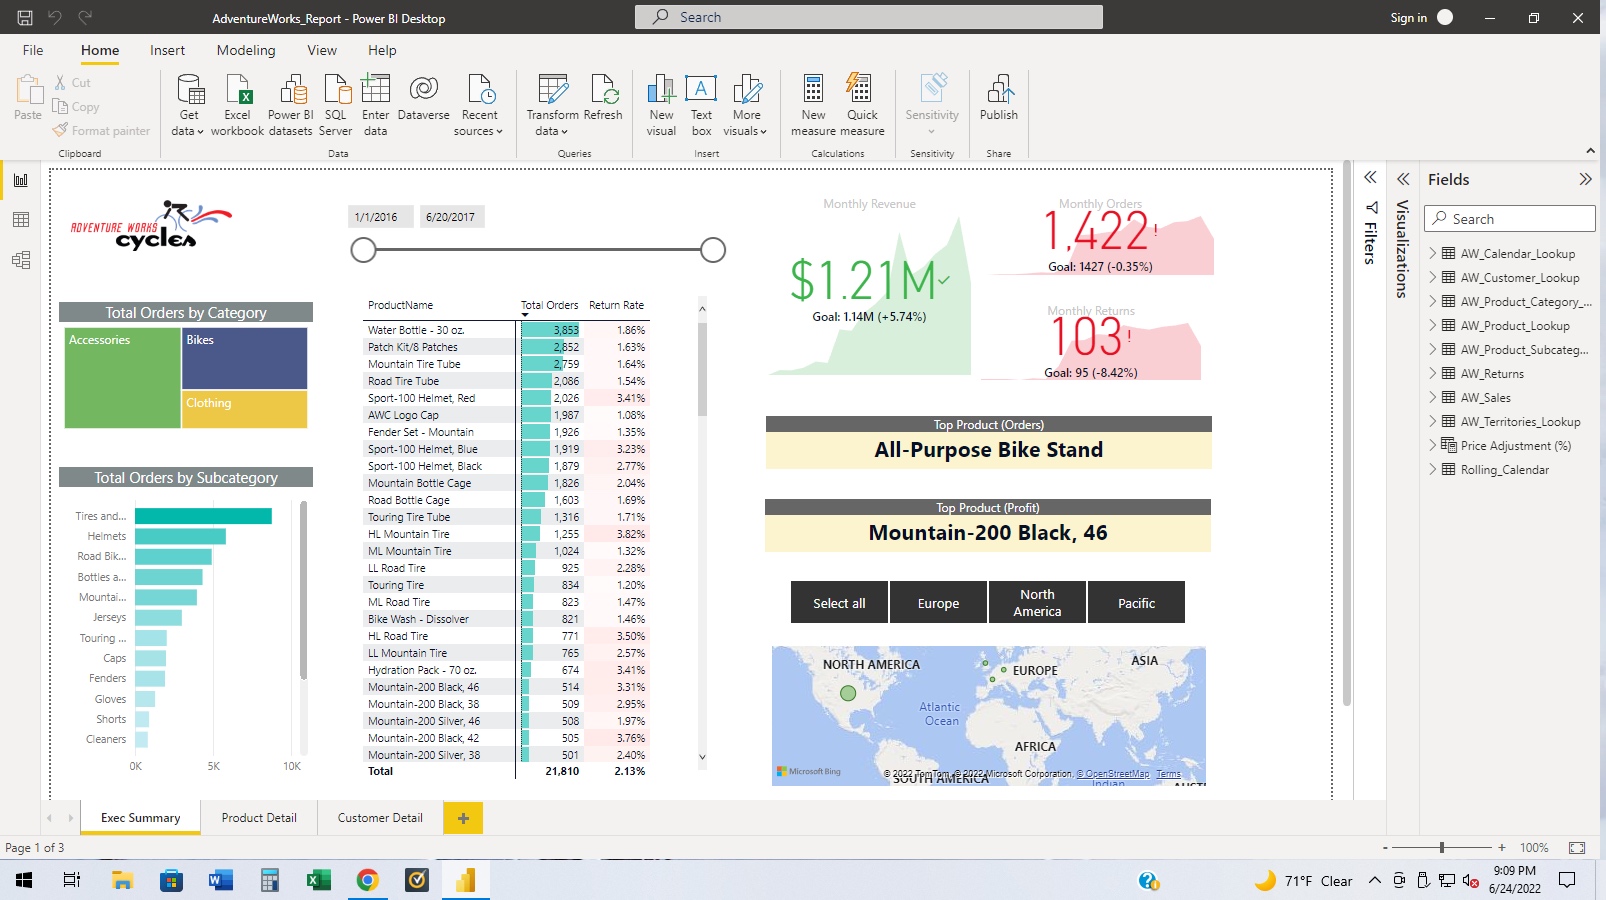 AdventureWorks_Report - Power BI Desktop
Search
Sign in
File
Home
Insert
Modeling
View
Help
Paste
Cut
Copy
Format painter
Clipboard
Get data
Excel workbook
Power BI datasets
SQL Server
Enter data
Dataverse
Recent sources
Data
Transform data
Refresh
Queries
New visual
Text box
More visuals
Insert
New measure
Quick measure
Calculations
Sensitivity
Sensitivity
Publish
Share
ADVENTURE WORKS
cycles
1/1/2016
6/20/2017
Total Orders by Category
Accessories
Bikes
Clothing
Total Orders by Subcategory
Tires and...
Helmets
Road Bik...
Bottles a...
Mountai...
Jerseys
Touring ...
Caps
Fenders
Gloves
Shorts
Cleaners
0K 5K 10K
ProductName Total Orders Return Rate
Water Bottle - 30 oz. 3,853 1.86%
Patch Kit/8 Patches 2,852 1.63%
Mountain Tire Tube 2,759 1.64%
Road Tire Tube 2,086 1.54%
Sport-100 Helmet, Red 2,026 3.41%
AWC Logo Cap 1,987 1.08%
Fender Set - Mountain 1,926 1.35%
Sport-100 Helmet, Blue 1,919 3.23%
Sport-100 Helmet, Black 1,879 2.77%
Mountain Bottle Cage 1,826 2.04%
Road Bottle Cage 1,603 1.69%
Touring Tire Tube 1,316 1.71%
HL Mountain Tire 1,255 3.82%
ML Mountain Tire 1,024 1.32%
LL Road Tire 925 2.28%
Touring Tire 834 1.20%
ML Road Tire 823 1.47%
Bike Wash - Dissolver 821 1.46%
HL Road Tire 771 3.50%
LL Mountain Tire 765 2.57%
Hydration Pack - 70 oz. 674 3.41%
Mountain-200 Black, 46 514 3.31%
Mountain-200 Black, 38 509 2.95%
Mountain-200 Silver, 46 508 1.97%
Mountain-200 Black, 42 505 3.76%
Mountain-200 Silver, 38 501 2.40%
Total 21,810 2.13%
Monthly Revenue
$1.21M
Goal: 1.14M (+5.74%)
Monthly Orders
1,422!
Goal: 1427 (-0.35%)
Monthly Returns
103!
Goal: 95 (-8.42%)
Top Product (Orders)
All-Purpose Bike Stand
Top Product (Profit)
Mountain-200 Black, 46
Select all
Europe
North America
Pacific
NORTH AMERICA
EUROPE
ASIA
Atlantic
Ocean
AFRICA
SOUTH AMERICA
Indian
AUST
Microsoft Bing
© 2022 TomTom, © 2022 Microsoft Corporation, © OpenStreetMap Terms
Filters
Visualizations
Fields
Search
AW_Calendar_Lookup
AW_Customer_Lookup
AW_Product_Category_...
AW_Product_Lookup
AW_Product_Subcateg...
AW_Returns
AW_Sales
AW_Territories_Lookup
Price Adjustment (%)
Rolling_Calendar
Exec Summary
Product Detail
Customer Detail
Page 1 of 3
- + 100%
71°F Clear
9:09 PM
6/24/2022